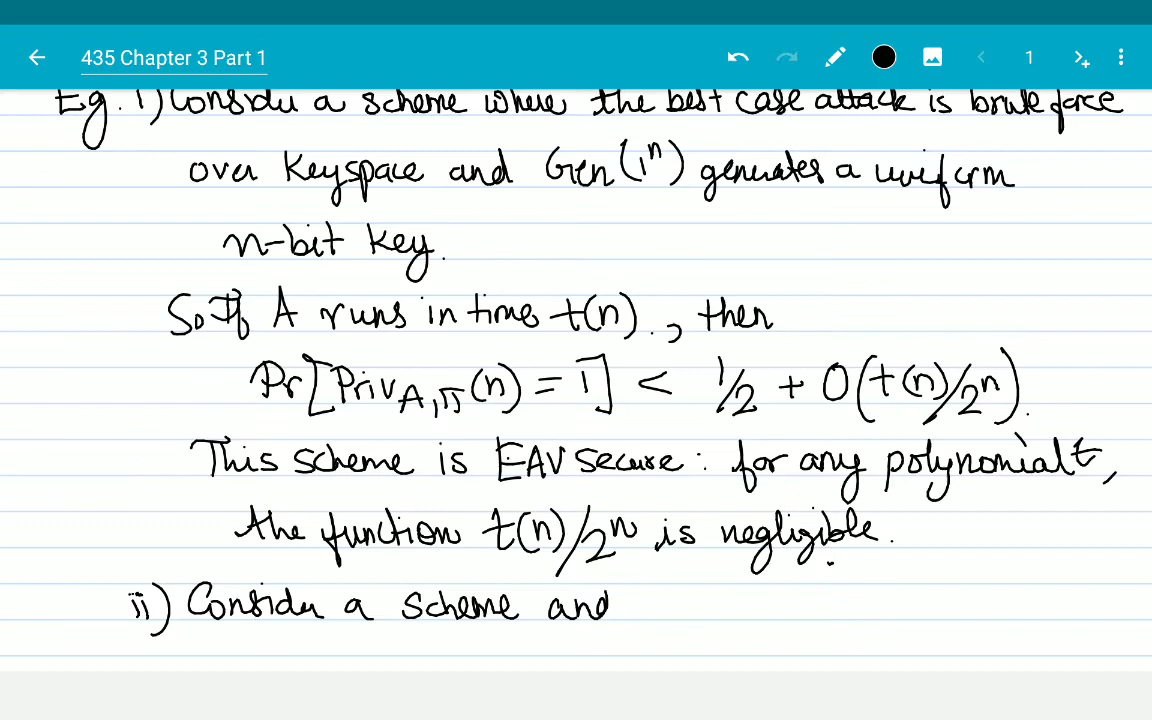 435 Chapter 3 Part 1
1
Eg. i) Consider a scheme where the best case attack is brute force
over keyspace and Gen(1^n) generates a uniform
n-bit key.
So If A runs in time t(n)., then
Pr[Priv_{A,π}(n) = 1] < 1/2 + O(t(n)/2^n).
This scheme is EAV secure: for any polynomial t,
the function t(n)/2^n is negligible.
ii) Consider a scheme and